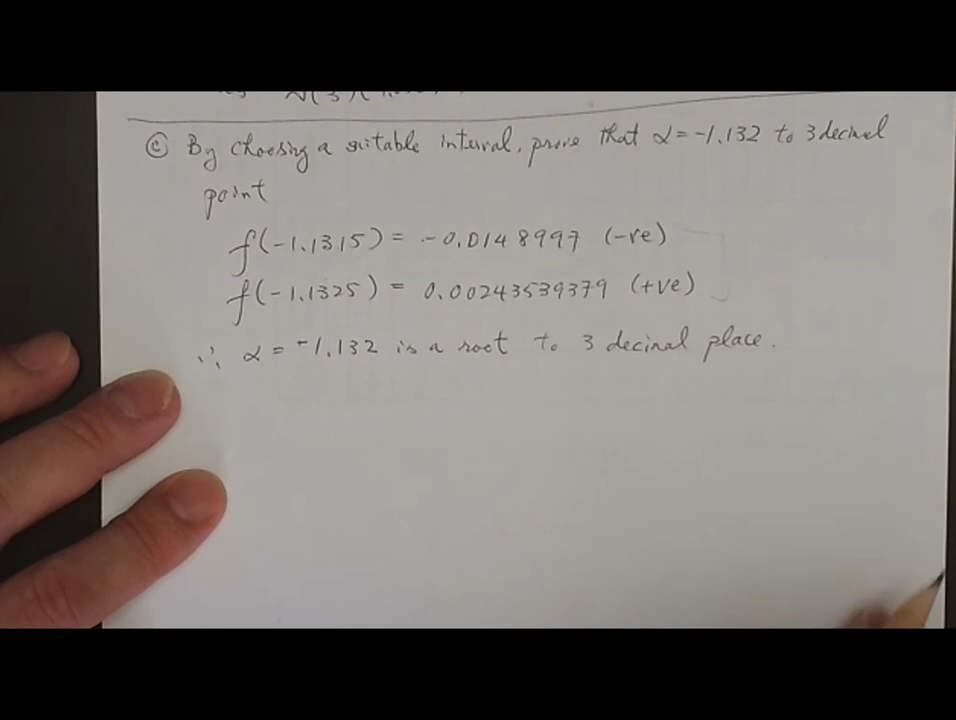 © By choosing a suitable interval, prove that α = -1.132 to 3 decimal
point
f(-1.1315) = -0.0148997 (-ve)
f(-1.1325) = 0.00243539379 (+ve)
∴ α = -1.132 is a root to 3 decimal place.